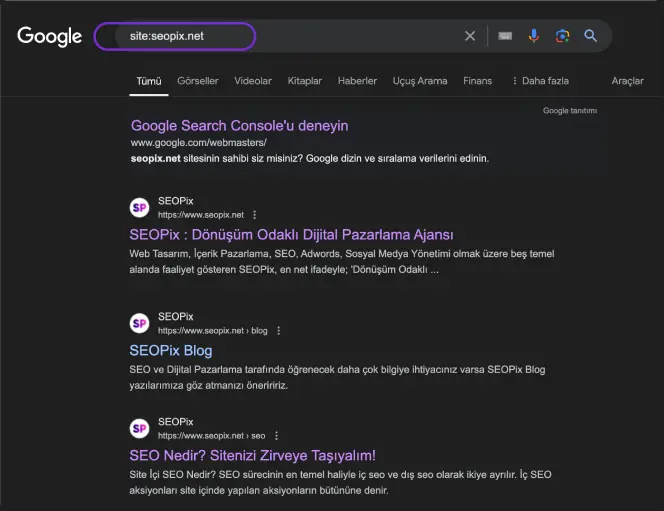 Google
site:seopix.net
Tümü Görseller Videolar Kitaplar Haberler Uçuş Arama Finans Daha fazla Araçlar
Google tanıtımı
Google Search Console'u deneyin
www.google.com/webmasters/
seopix.net sitesinin sahibi siz misiniz? Google dizin ve sıralama verilerini edinin.
SP
SEOPix
https://www.seopix.net
SEOPix : Dönüşüm Odaklı Dijital Pazarlama Ajansı
Web Tasarım, İçerik Pazarlama, SEO, Adwords, Sosyal Medya Yönetimi olmak üzere beş temel
alanda faaliyet gösteren SEOPix, en net ifadeyle; 'Dönüşüm Odaklı ...
SP
SEOPix
https://www.seopix.net › blog
SEOPix Blog
SEO ve Dijital Pazarlama tarafında öğrenecek daha çok bilgiye ihtiyacınız varsa SEOPix Blog
yazılarımıza göz atmanızı öneriririz.
SP
SEOPix
https://www.seopix.net › seo
SEO Nedir? Sitenizi Zirveye Taşıyalım!
Site İçi SEO Nedir? SEO sürecinin en temel haliyle iç seo ve dış seo olarak ikiye ayrılır. İç SEO
aksiyonları site içinde yapılan aksiyonların bütününe denir.